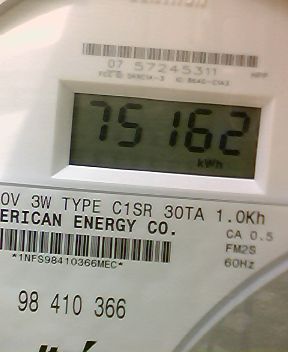 07 57245311
75162
kWh
0V 3W TYPE C1SR 30TA 1.0Kh
ERICAN ENERGY CO.
CA 0.5
FM2S
60Hz
*1NFS98410366MEC*
98 410 366